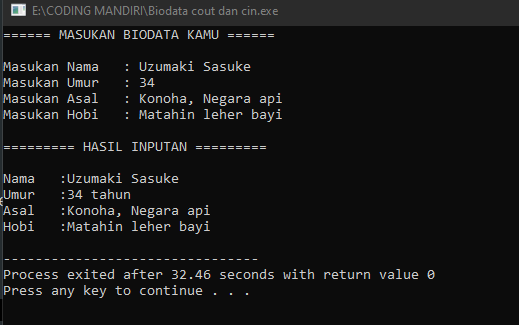 E:\CODING MANDIRI\Biodata cout dan cin.exe
====== MASUKAN BIODATA KAMU ======
Masukan Nama   : Uzumaki Sasuke
Masukan Umur   : 34
Masukan Asal   : Konoha, Negara api
Masukan Hobi   : Matahin leher bayi
========= HASIL INPUTAN =========
Nama   :Uzumaki Sasuke
Umur   :34 tahun
Asal   :Konoha, Negara api
Hobi   :Matahin leher bayi
--------------------------------
Process exited after 32.46 seconds with return value 0
Press any key to continue . . .